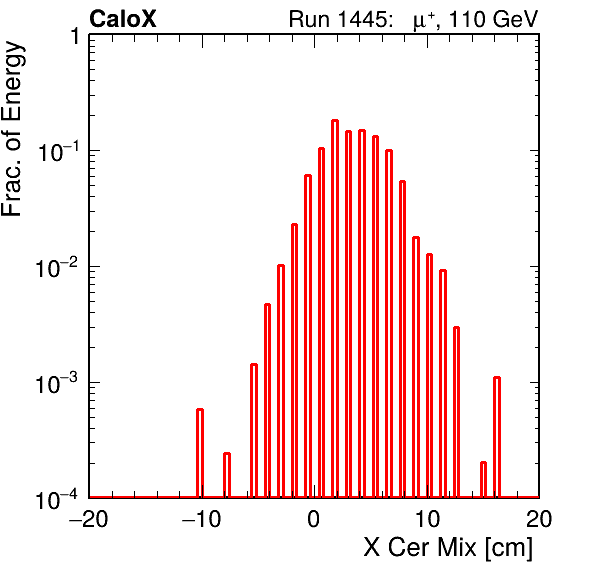 CaloX Run 1445: μ⁺, 110 GeV
Frac. of Energy
1
10⁻¹
10⁻²
10⁻³
10⁻⁴
−20 −10 0 10 20
X Cer Mix [cm]